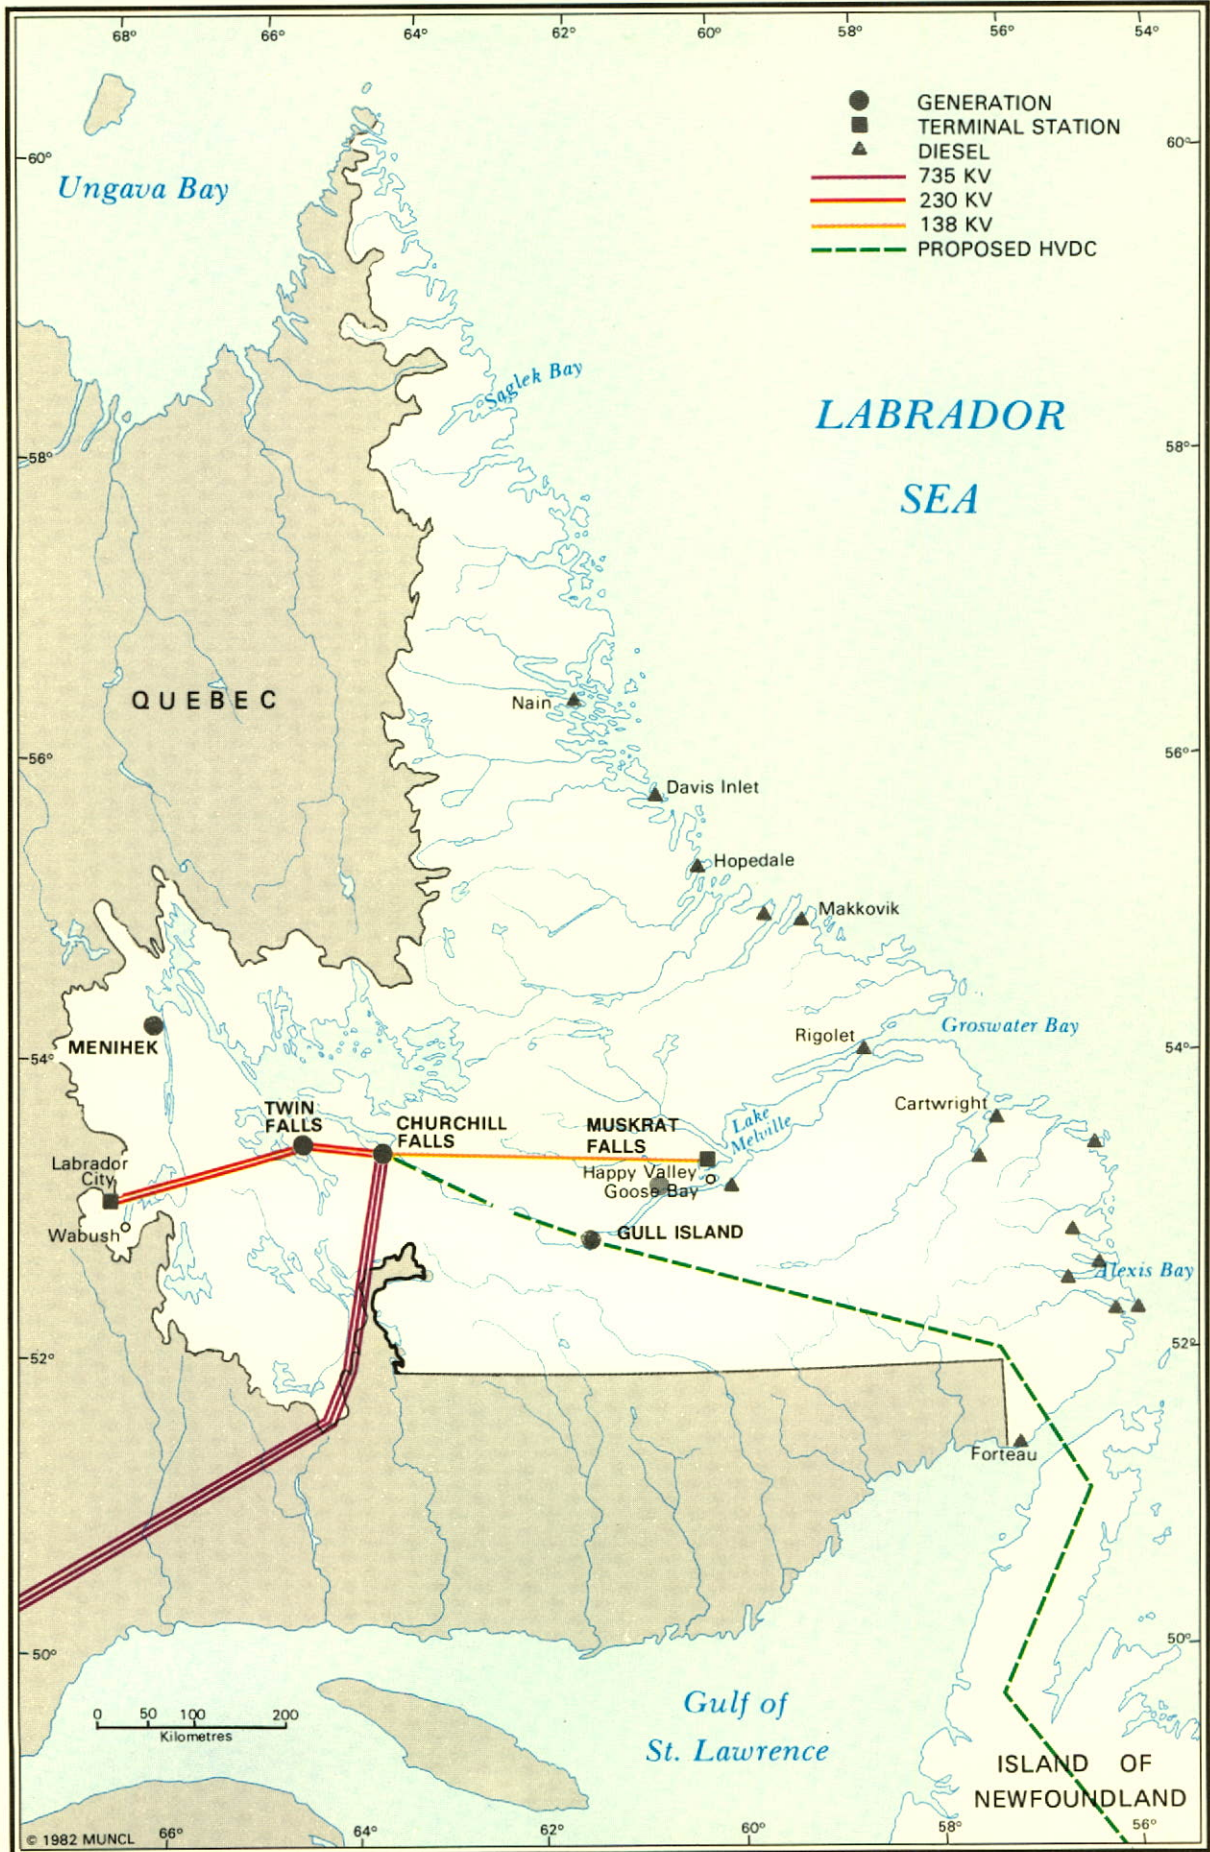 68° 66° 64° 62° 60° 58° 56° 54°
GENERATION
TERMINAL STATION
DIESEL
735 KV
230 KV
138 KV
PROPOSED HVDC
60° 60°
Ungava Bay
Saglek Bay
LABRADOR
SEA
58° 58°
QUEBEC
Nain
56° 56°
Davis Inlet
Hopedale
Makkovik
MENIHEK
Rigolet
Groswater Bay
54° 54°
Cartwright
TWIN
FALLS
CHURCHILL
FALLS
MUSKRAT
FALLS
Lake
Melville
Labrador
City
Happy Valley
Goose Bay
Wabush
GULL ISLAND
Alexis Bay
52° 52°
Forteau
50° 50°
0 50 100 200
Kilometres
Gulf of
St. Lawrence
ISLAND OF
NEWFOUNDLAND
© 1982 MUNCL
66° 64° 62° 60° 58° 56°